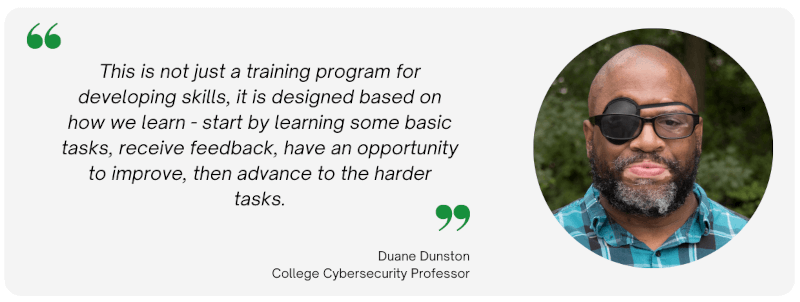 This is not just a training program for
developing skills, it is designed based on
how we learn - start by learning some basic
tasks, receive feedback, have an opportunity
to improve, then advance to the harder
tasks.
Duane Dunston
College Cybersecurity Professor